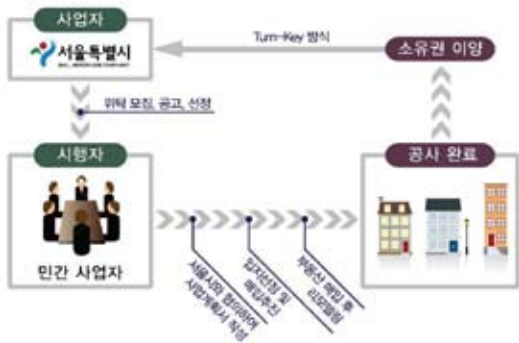 사업자
서울특별시
Turn-Key 방식
소유권 이양
위탁 모집, 공고, 선정
시행자
민간 사업자
공사 완료
서울시와 협의하여
사업계획서 작성
입지선정 및
매입추진
부동산 매입 후
리모델링